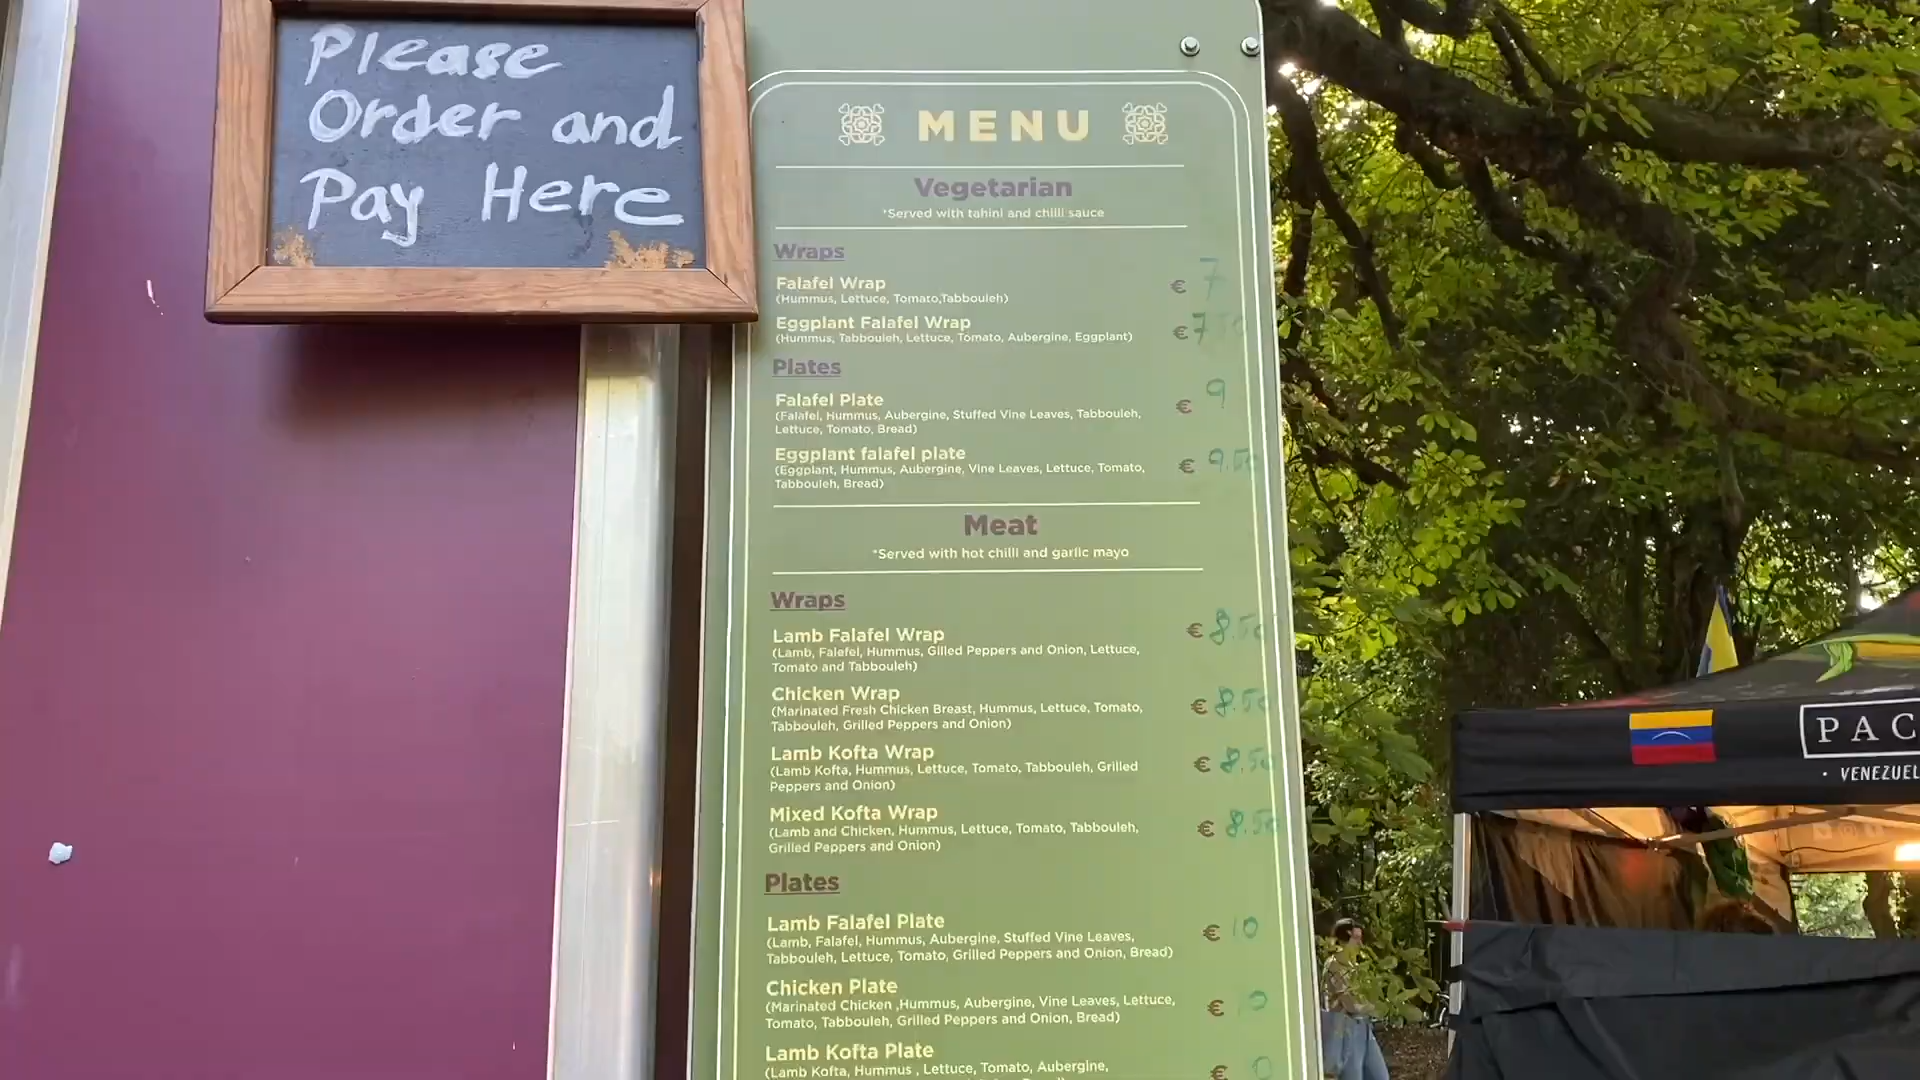 Please
Order and
Pay Here
MENU
Vegetarian
*Served with tahini and chilli sauce
Wraps
Falafel Wrap € 7
(Hummus, Lettuce, Tomato,Tabbouleh)
Eggplant Falafel Wrap € 7.50
(Hummus, Tabbouleh, Lettuce, Tomato, Aubergine, Eggplant)
Plates
Falafel Plate € 9
(Falafel, Hummus, Aubergine, Stuffed Vine Leaves, Tabbouleh,
Lettuce, Tomato, Bread)
Eggplant falafel plate € 9.50
(Eggplant, Hummus, Aubergine, Vine Leaves, Lettuce, Tomato,
Tabbouleh, Bread)
Meat
*Served with hot chilli and garlic mayo
Wraps
Lamb Falafel Wrap € 8.50
(Lamb, Falefel, Hummus, Gilled Peppers and Onion, Lettuce,
Tomato and Tabbouleh)
Chicken Wrap € 8.50
(Marinated Fresh Chicken Breast, Hummus, Lettuce, Tomato,
Tabbouleh, Grilled Peppers and Onion)
Lamb Kofta Wrap € 8.50
(Lamb Kofta, Hummus, Lettuce, Tomato, Tabbouleh, Grilled
Peppers and Onion)
Mixed Kofta Wrap € 8.50
(Lamb and Chicken, Hummus, Lettuce, Tomato, Tabbouleh,
Grilled Peppers and Onion)
Plates
Lamb Falafel Plate € 10
(Lamb, Falafel, Hummus, Aubergine, Stuffed Vine Leaves,
Tabbouleh, Lettuce, Tomato, Grilled Peppers and Onion, Bread)
Chicken Plate € 10
(Marinated Chicken ,Hummus, Aubergine, Vine Leaves, Lettuce,
Tomato, Tabbouleh, Grilled Peppers and Onion, Bread)
Lamb Kofta Plate €
(Lamb Kofta, Hummus , Lettuce, Tomato, Aubergine,
PAC
• VENEZUEL